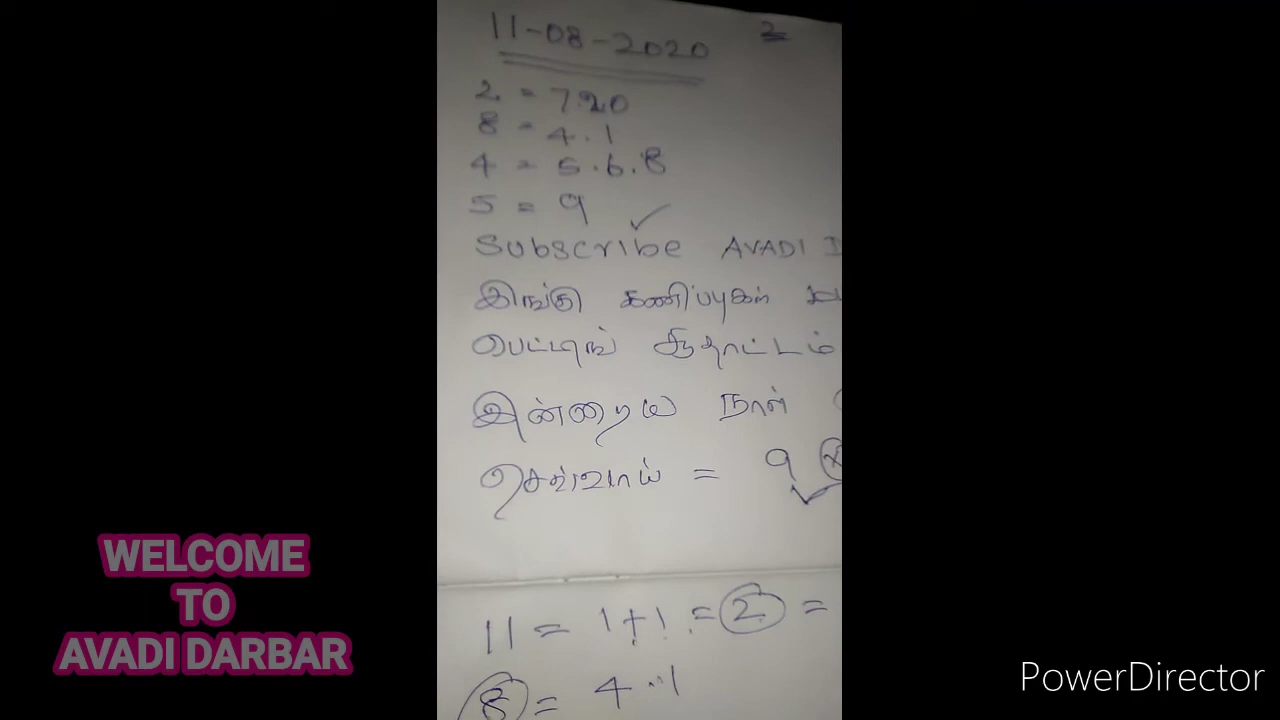 11-08-2020 2
2 = 7.20
8 = 4.1
4 = 5.6.8
5 = 9
Subscribe AVADI D
இங்கு கணிப்புகள்
பெட்டிங் சூதாட்டம்
இன்றைய நாள்
செவ்வாய் = 9 x
11 = 1+1 = 2 =
8 = 4.1
WELCOME
TO
AVADI DARBAR
PowerDirector